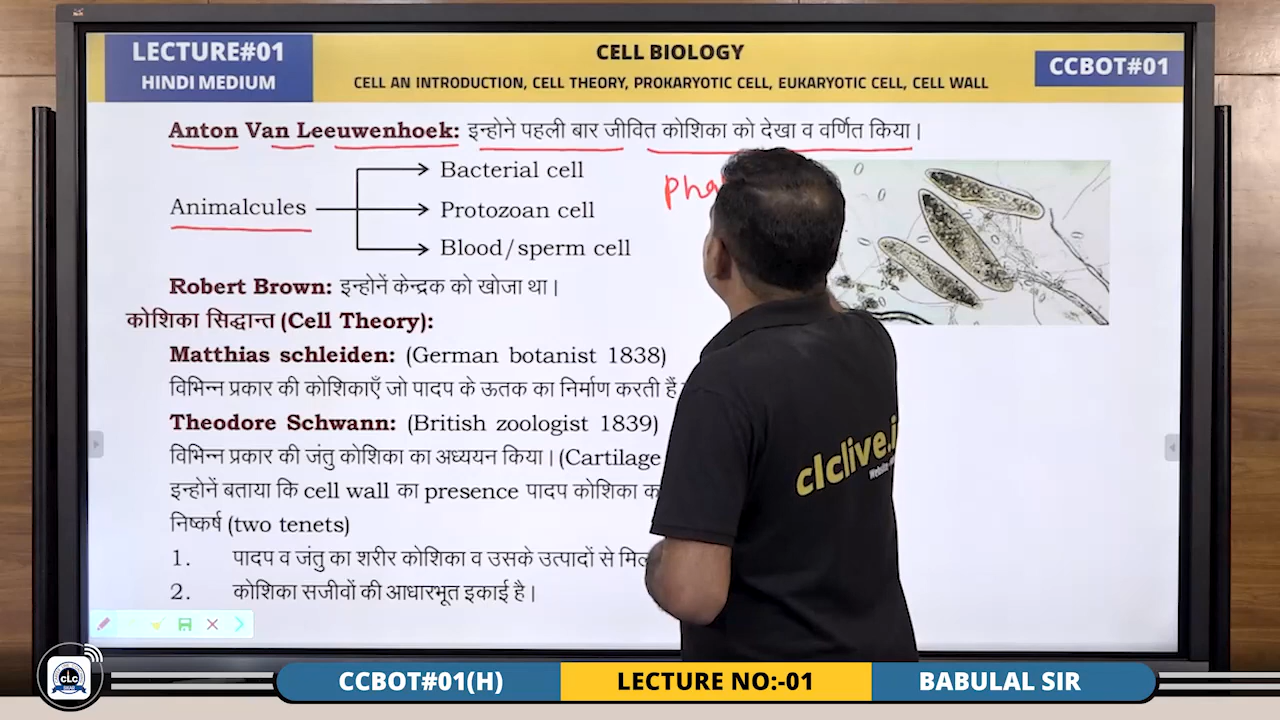 LECTURE#01
HINDI MEDIUM
CELL BIOLOGY
CELL AN INTRODUCTION, CELL THEORY, PROKARYOTIC CELL, EUKARYOTIC CELL, CELL WALL
CCBOT#01
Anton Van Leeuwenhoek: इन्होने पहली बार जीवित कोशिका को देखा व वर्णित किया।
Bacterial cell
Animalcules
Protozoan cell
Blood/sperm cell
Robert Brown: इन्होनें केन्द्रक को खोजा था।
कोशिका सिद्धान्त (Cell Theory):
Matthias schleiden: (German botanist 1838)
विभिन्न प्रकार की कोशिकाएँ जो पादप के ऊतक का निर्माण करती हैं
Theodore Schwann: (British zoologist 1839)
विभिन्न प्रकार की जंतु कोशिका का अध्ययन किया। (Cartilage
इन्होनें बताया कि cell wall का presence पादप कोशिका
निष्कर्ष (two tenets)
1. पादप व जंतु का शरीर कोशिका व उसके उत्पादों से
2. कोशिका सजीवों की आधारभूत इकाई है।
clclive.i
CLC
CCBOT#01(H)
LECTURE NO:-01
BABULAL SIR